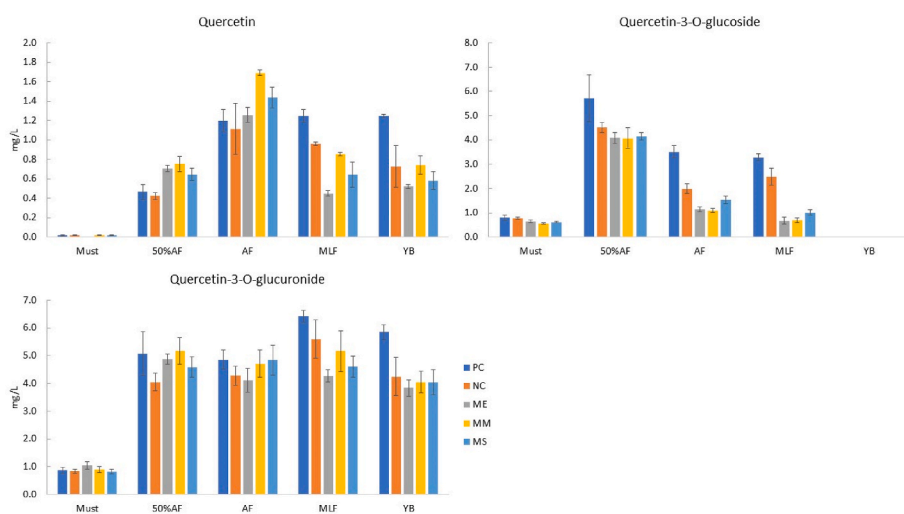 Quercetin
2.0
1.8
1.6
1.4
1.2
1.0
0.8
0.6
0.4
0.2
0.0
mg/L
Must 50%AF AF MLF YB
Quercetin-3-O-glucoside
8.0
7.0
6.0
5.0
4.0
3.0
2.0
1.0
0.0
mg/L
Must 50%AF AF MLF YB
Quercetin-3-O-glucuronide
7.0
6.0
5.0
4.0
3.0
2.0
1.0
0.0
mg/L
Must 50%AF AF MLF YB
PC
NC
ME
MM
MS